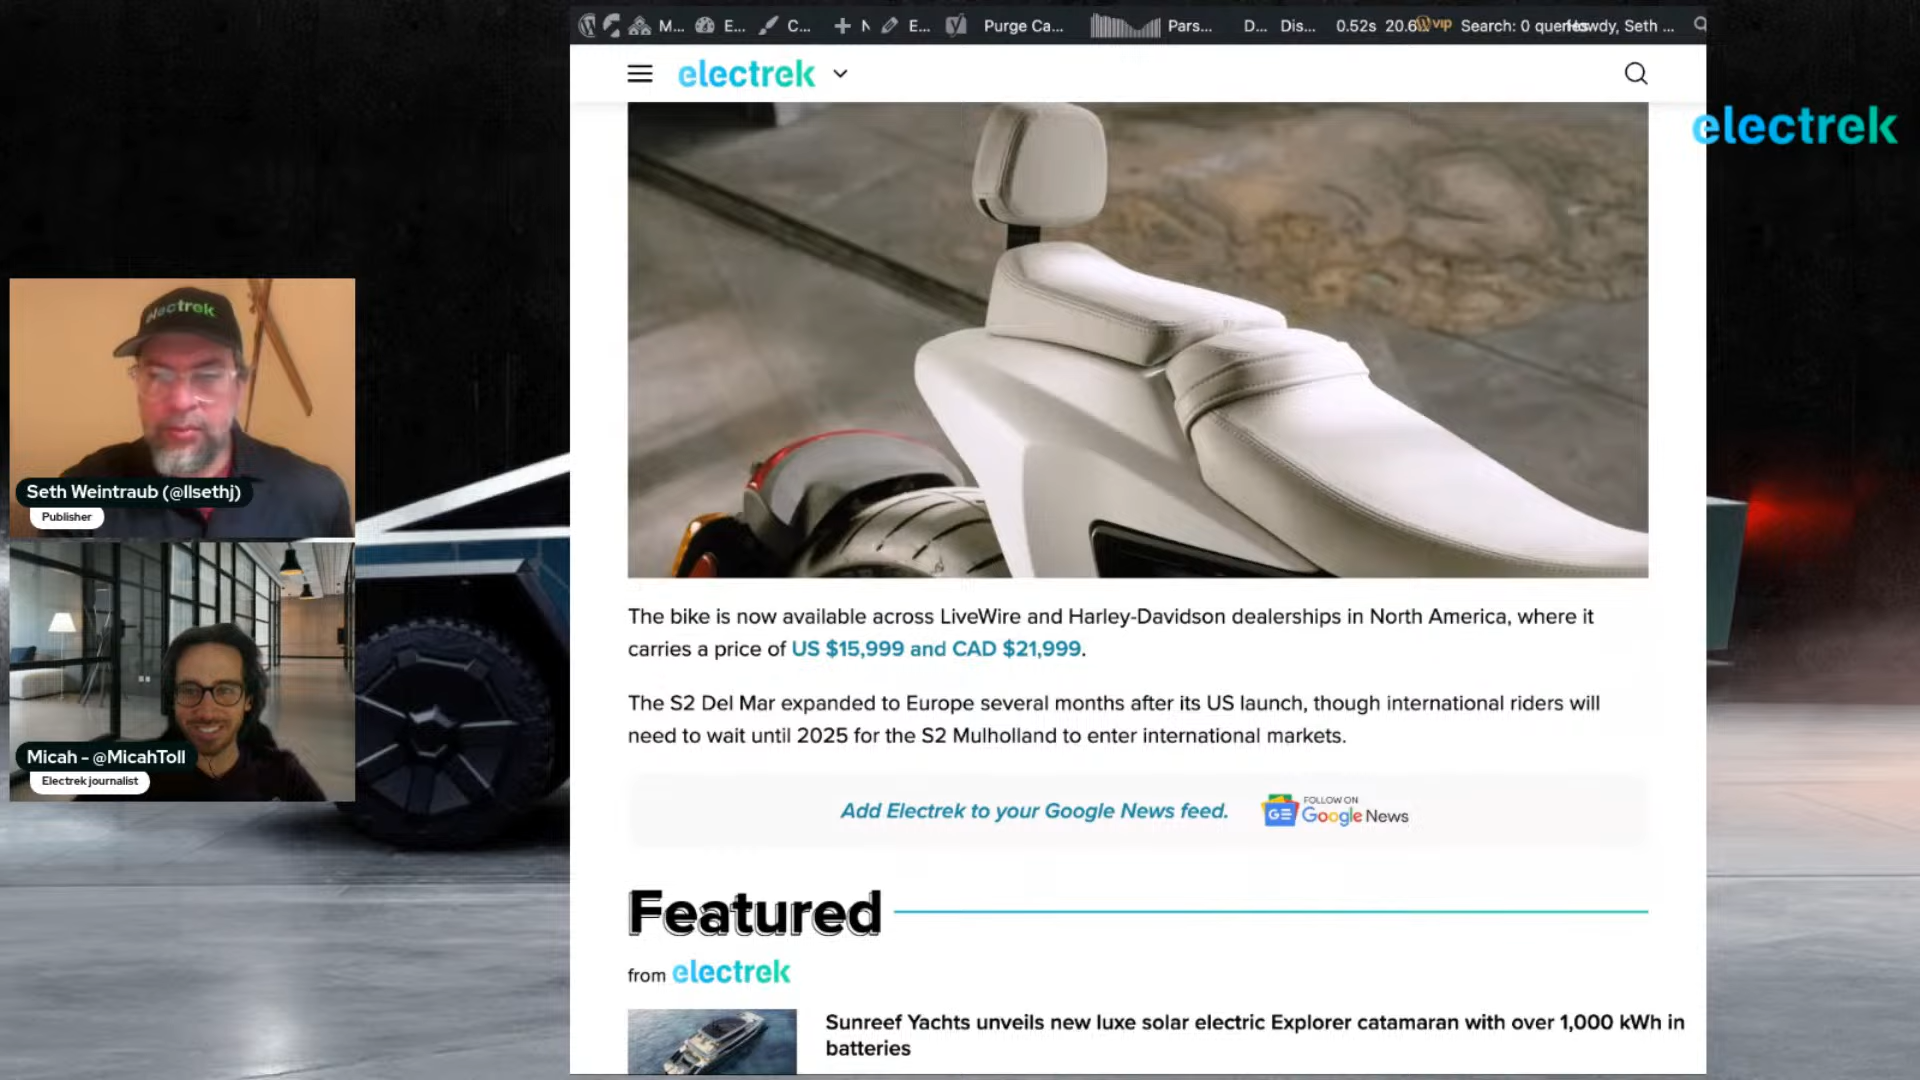 M... E... C... N E... Purge Ca... Pars... D... Dis... 0.52s 20.6 vip Search: 0 queries Howdy, Seth ...
electrek
electrek
electrek
Seth Weintraub (@llsethj)
Publisher
Micah - @MicahToll
Electrek journalist
The bike is now available across LiveWire and Harley-Davidson dealerships in North America, where it
carries a price of US $15,999 and CAD $21,999.
The S2 Del Mar expanded to Europe several months after its US launch, though international riders will
need to wait until 2025 for the S2 Mulholland to enter international markets.
Add Electrek to your Google News feed.
GE FOLLOW ON
Google News
Featured
from electrek
Sunreef Yachts unveils new luxe solar electric Explorer catamaran with over 1,000 kWh in
batteries